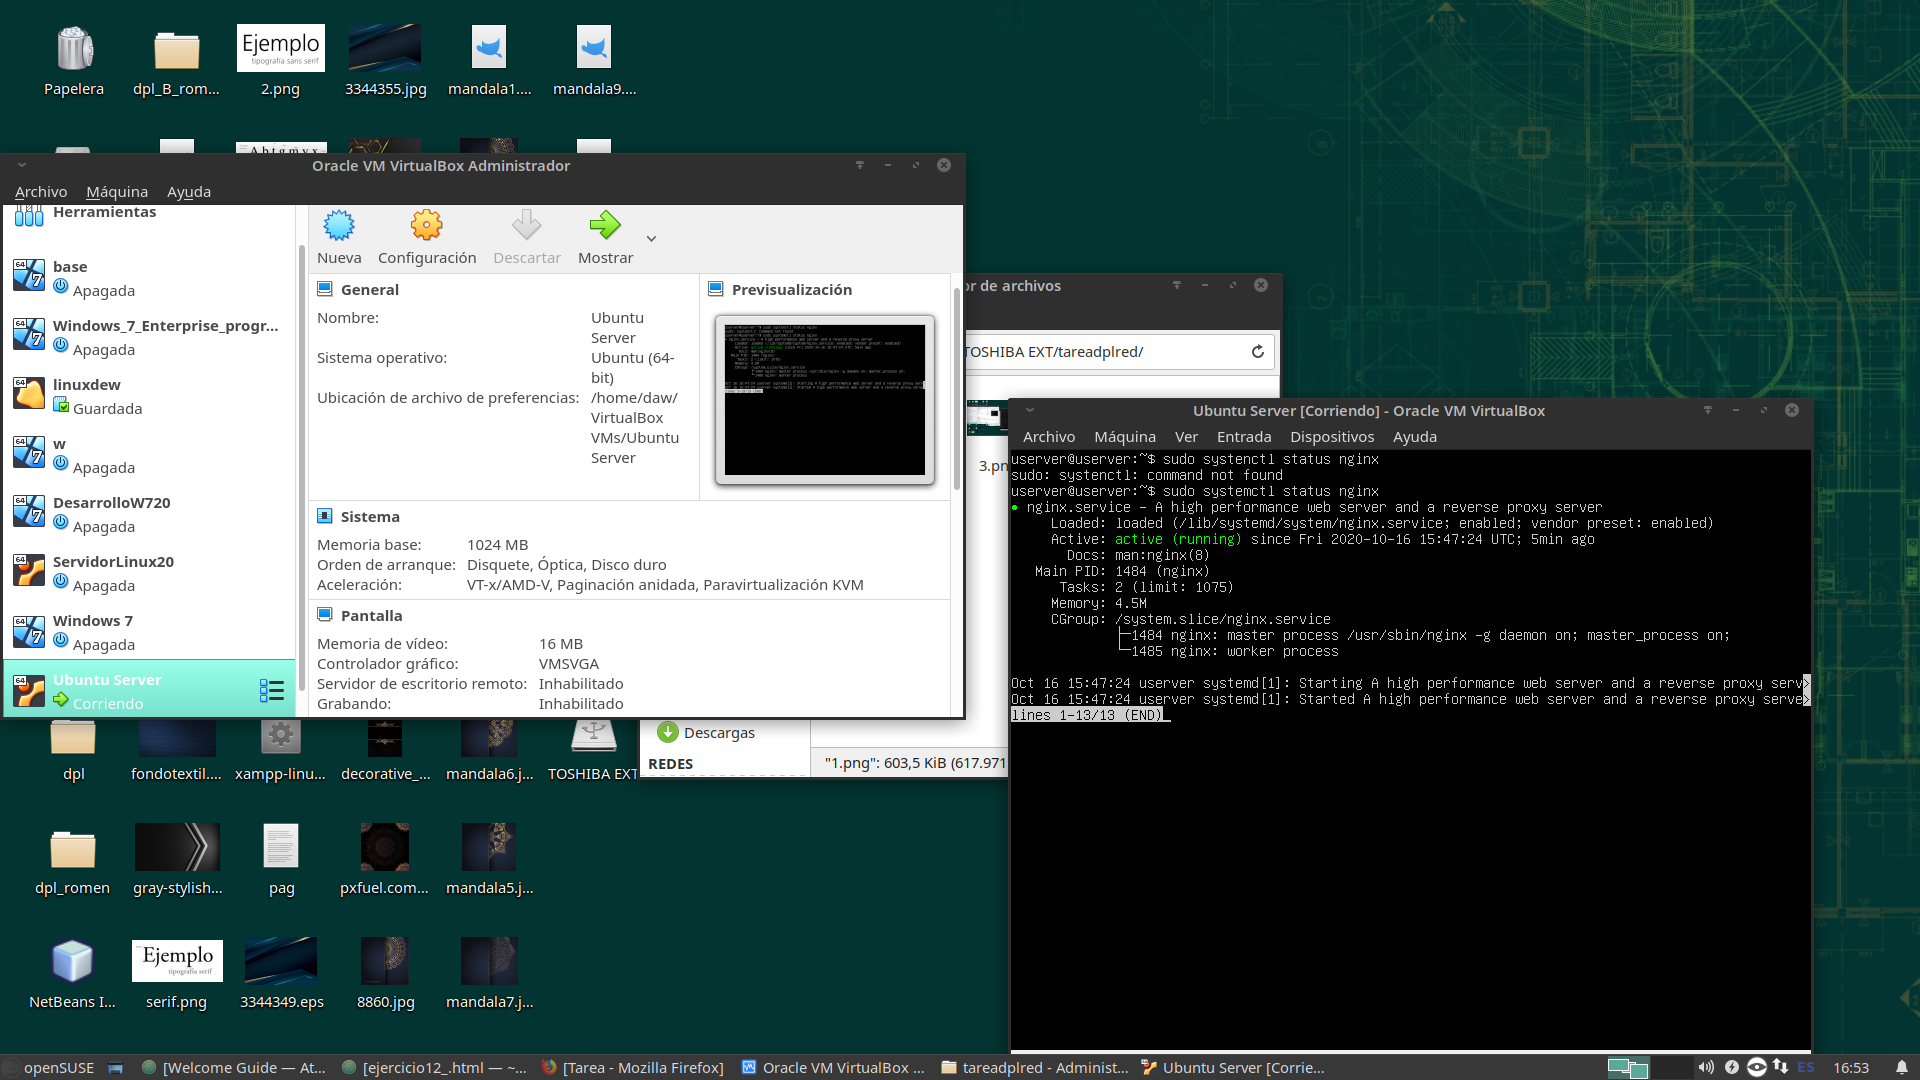 Ejemplo
tipografía sans serif
Papelera
dpl_B_rom...
2.png
3344355.jpg
mandala1....
mandala9....
Oracle VM VirtualBox Administrador
Archivo Máquina Ayuda
Herramientas
base
Apagada
Windows_7_Enterprise_progr...
Apagada
linuxdew
Guardada
w
Apagada
DesarrolloW720
Apagada
ServidorLinux20
Apagada
Windows 7
Apagada
Ubuntu Server
Corriendo
Nueva
Configuración
Descartar
Mostrar
General
Nombre: Ubuntu Server
Sistema operativo: Ubuntu (64-bit)
Ubicación de archivo de preferencias: /home/daw/VirtualBox VMs/Ubuntu Server
Previsualización
Sistema
Memoria base: 1024 MB
Orden de arranque: Disquete, Óptica, Disco duro
Aceleración: VT-x/AMD-V, Paginación anidada, Paravirtualización KVM
Pantalla
Memoria de vídeo: 16 MB
Controlador gráfico: VMSVGA
Servidor de escritorio remoto: Inhabilitado
Grabando: Inhabilitado
or de archivos
TOSHIBA EXT/tareadplred/
3.pn
Descargas
REDES
"1.png": 603,5 KiB (617.971
Ubuntu Server [Corriendo] - Oracle VM VirtualBox
Archivo Máquina Ver Entrada Dispositivos Ayuda
userver@userver:~$ sudo systenctl status nginx
sudo: systenctl: command not found
userver@userver:~$ sudo systemctl status nginx
● nginx.service - A high performance web server and a reverse proxy server
Loaded: loaded (/lib/systemd/system/nginx.service; enabled; vendor preset: enabled)
Active: active (running) since Fri 2020-10-16 15:47:24 UTC; 5min ago
Docs: man:nginx(8)
Main PID: 1484 (nginx)
Tasks: 2 (limit: 1075)
Memory: 4.5M
CGroup: /system.slice/nginx.service
├─1484 nginx: master process /usr/sbin/nginx -g daemon on; master_process on;
└─1485 nginx: worker process
Oct 16 15:47:24 userver systemd[1]: Starting A high performance web server and a reverse proxy serv>
Oct 16 15:47:24 userver systemd[1]: Started A high performance web server and a reverse proxy serve>
lines 1-13/13 (END)
dpl
fondotextil....
xampp-linu...
decorative_...
mandala6.j...
TOSHIBA EXT
dpl_romen
gray-stylish...
pag
pxfuel.com...
mandala5.j...
Ejemplo
tipografía serif
NetBeans I...
serif.png
3344349.eps
8860.jpg
mandala7.j...
openSUSE
[Welcome Guide — At...
[ejercicio12_.html — ~...
[Tarea - Mozilla Firefox]
Oracle VM VirtualBox ...
tareadplred - Administ...
Ubuntu Server [Corrie...
ES
16:53